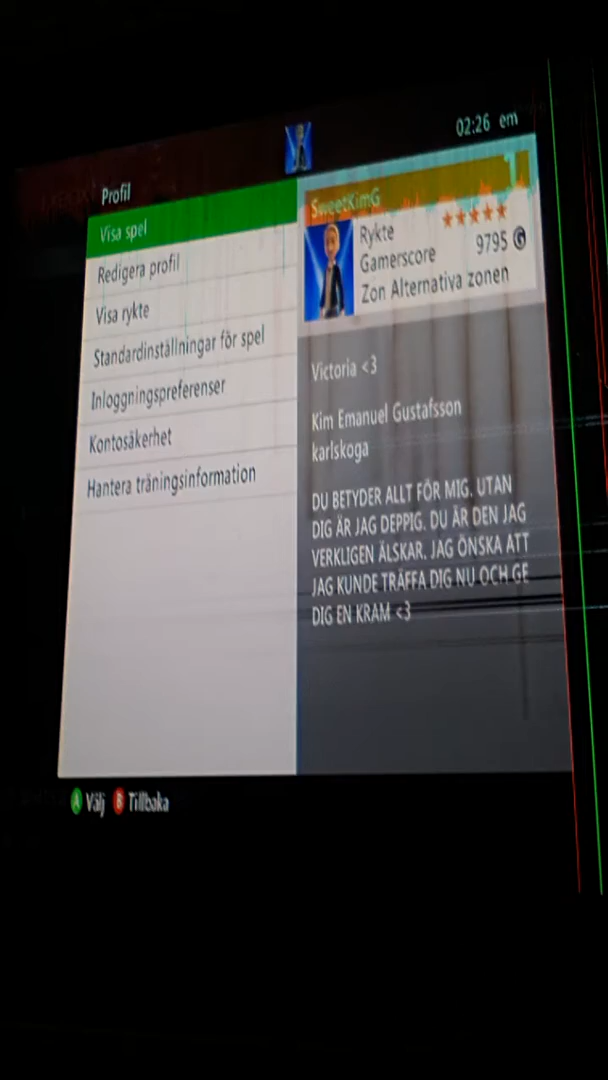 02:26 em
Profil
Visa spel
Redigera profil
Visa rykte
Standardinställningar för spel
Inloggningspreferenser
Kontosäkerhet
Hantera träningsinformation
SweetKimG
Rykte ★★★★★
Gamerscore 9795 G
Zon Alternativa zonen
Victoria <3
Kim Emanuel Gustafsson
karlskoga
DU BETYDER ALLT FÖR MIG. UTAN
DIG ÄR JAG DEPPIG. DU ÄR DEN JAG
VERKLIGEN ÄLSKAR. JAG ÖNSKA ATT
JAG KUNDE TRÄFFA DIG NU OCH GE
DIG EN KRAM <3
A Välj B Tillbaka